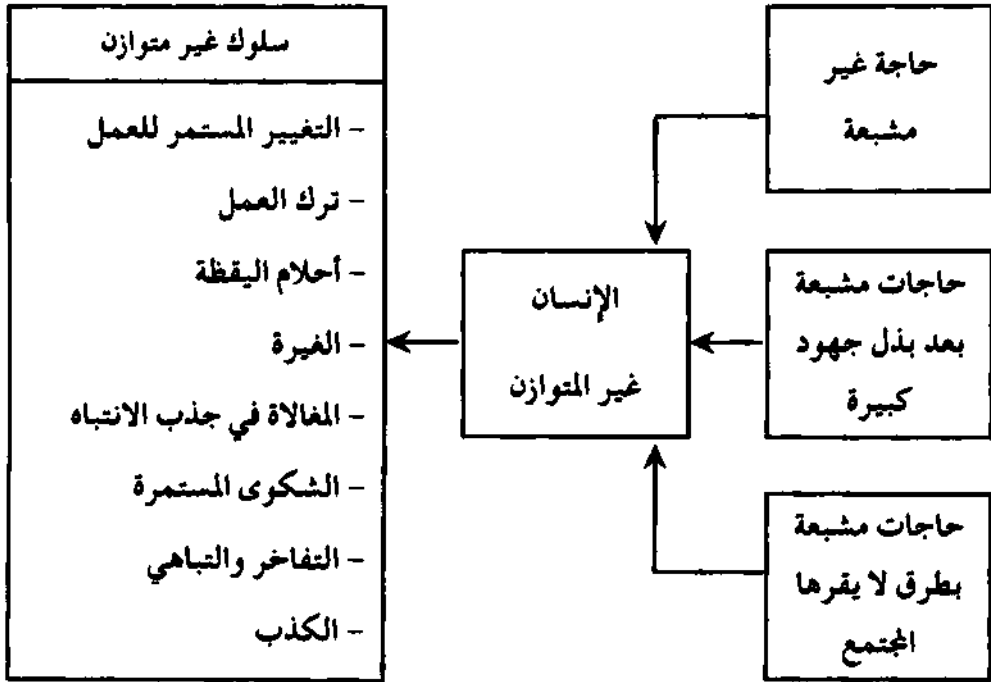 حاجة غير
مشبعة
حاجات مشبعة
بعد بذل جهود
كبيرة
حاجات مشبعة
بطرق لا يقرها
المجتمع
الإنسان
غير المتوازن
سلوك غير متوازن
– التغيير المستمر للعمل
– ترك العمل
– أحلام اليقظة
– الغيرة
– المغالاة في جذب الانتباه
– الشكوى المستمرة
– التفاخر والتباهي
– الكذب